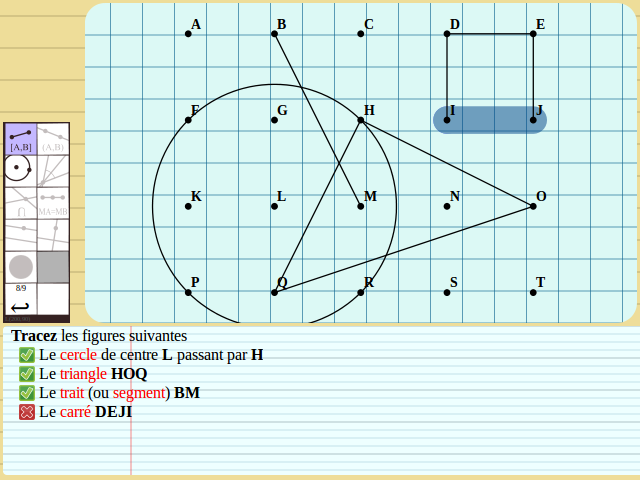 A B C D E
F G H I J
K L M N O
P Q R S T
[A,B] (A,B)
MA=MB
8/9
Tracez les figures suivantes
Le cercle de centre L passant par H
Le triangle HOQ
Le trait (ou segment) BM
Le carré DEJI